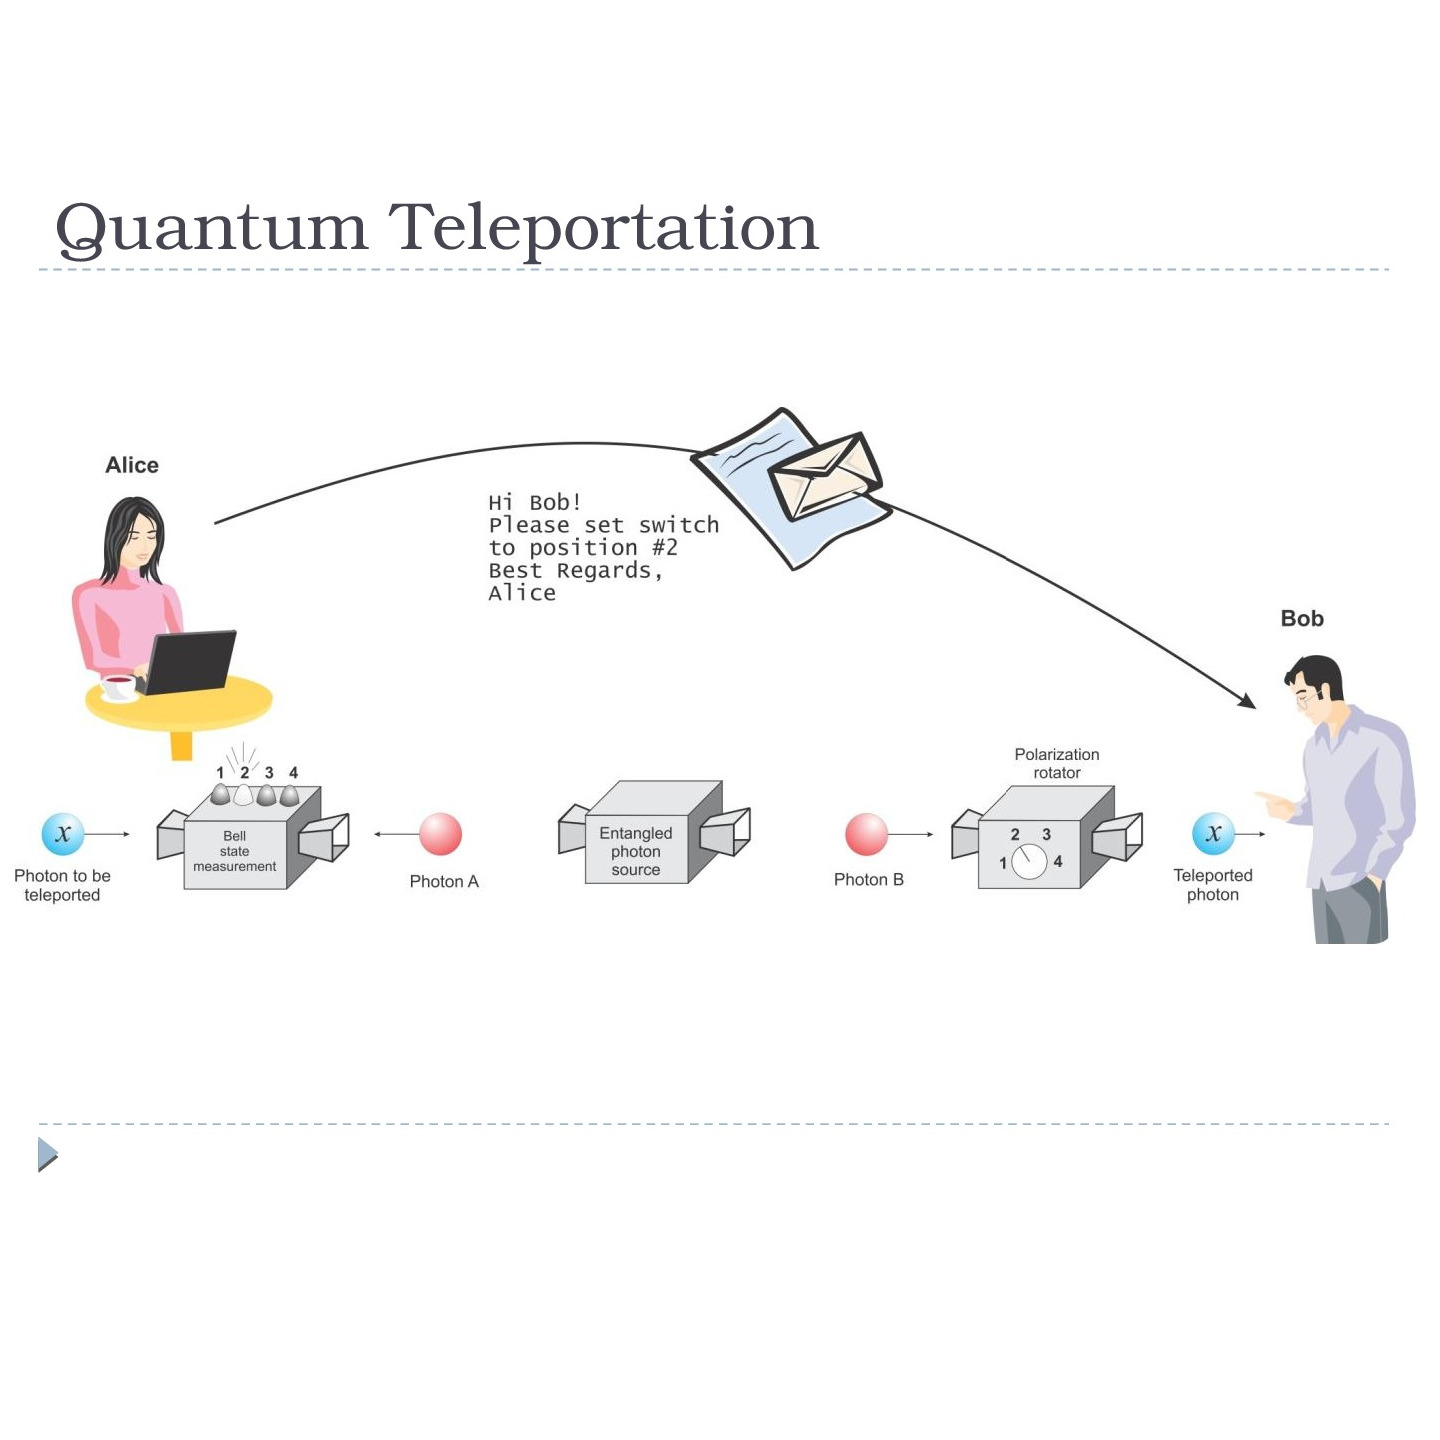 Quantum Teleportation
Alice
Hi Bob!
Please set switch
to position #2
Best Regards,
Alice
Bob
1 2 3 4
Bell
state
measurement
x
Photon to be
teleported
Photon A
Entangled
photon
source
Photon B
Polarization
rotator
2 3
1 4
x
Teleported
photon